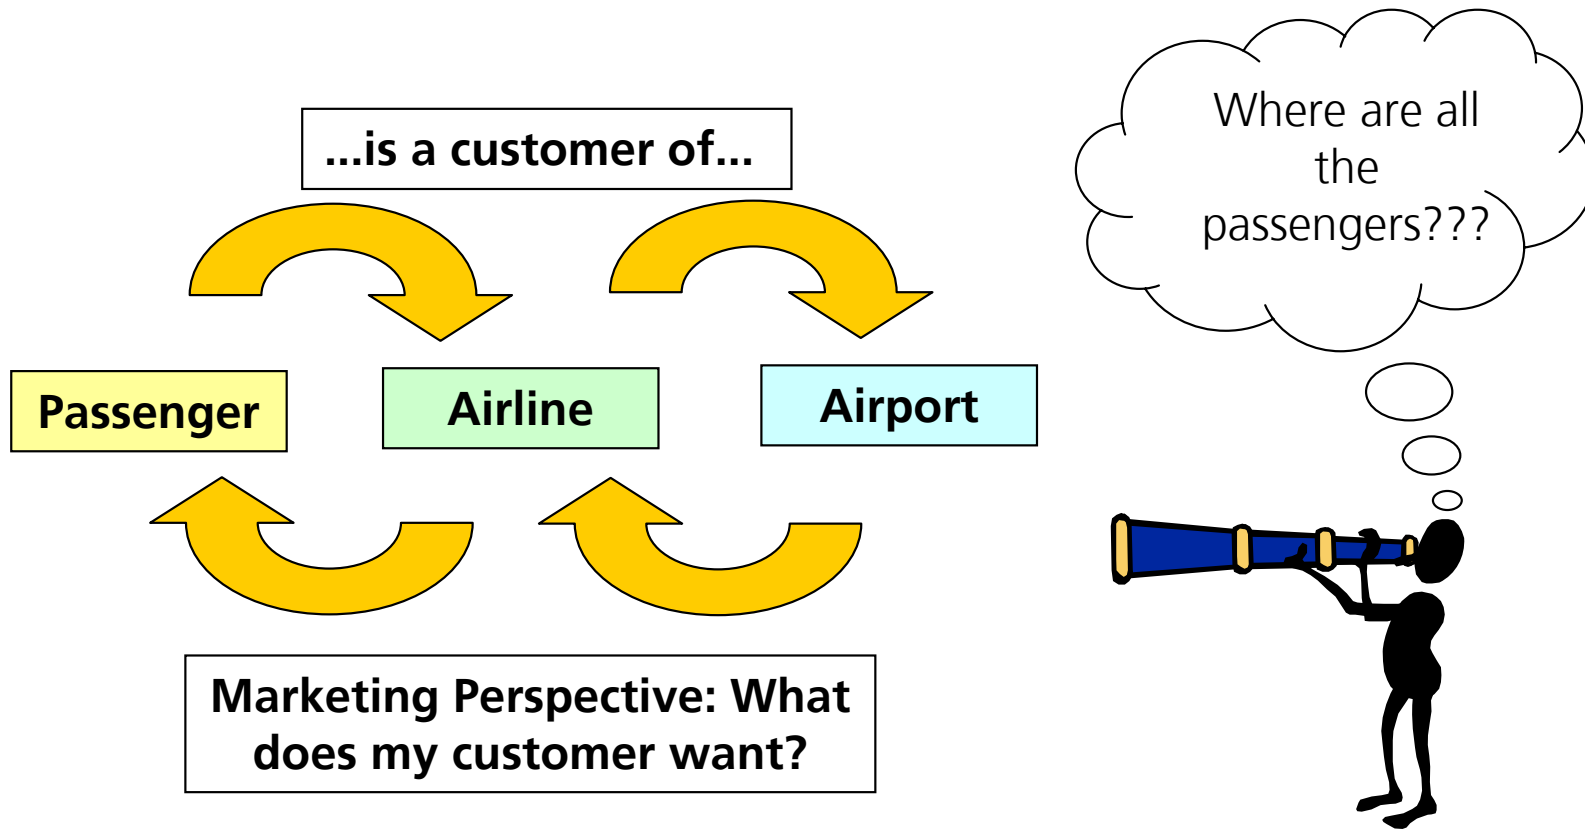 ...is a customer of...
Passenger
Airline
Airport
Marketing Perspective: What
does my customer want?
Where are all
the
passengers???